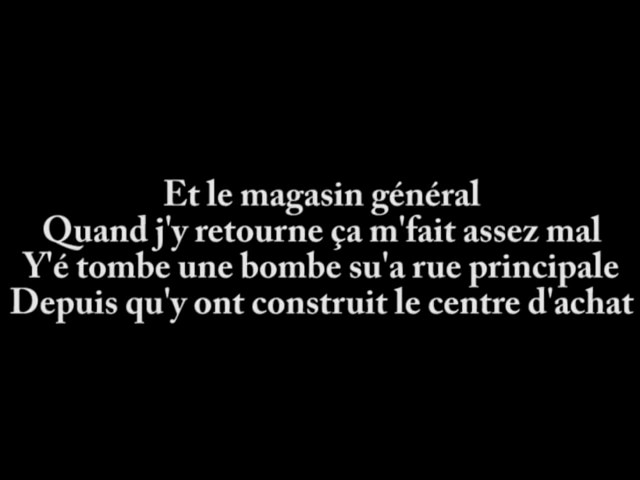 Et le magasin général
Quand j'y retourne ça m'fait assez mal
Y'é tombe une bombe su'a rue principale
Depuis qu'y ont construit le centre d'achat